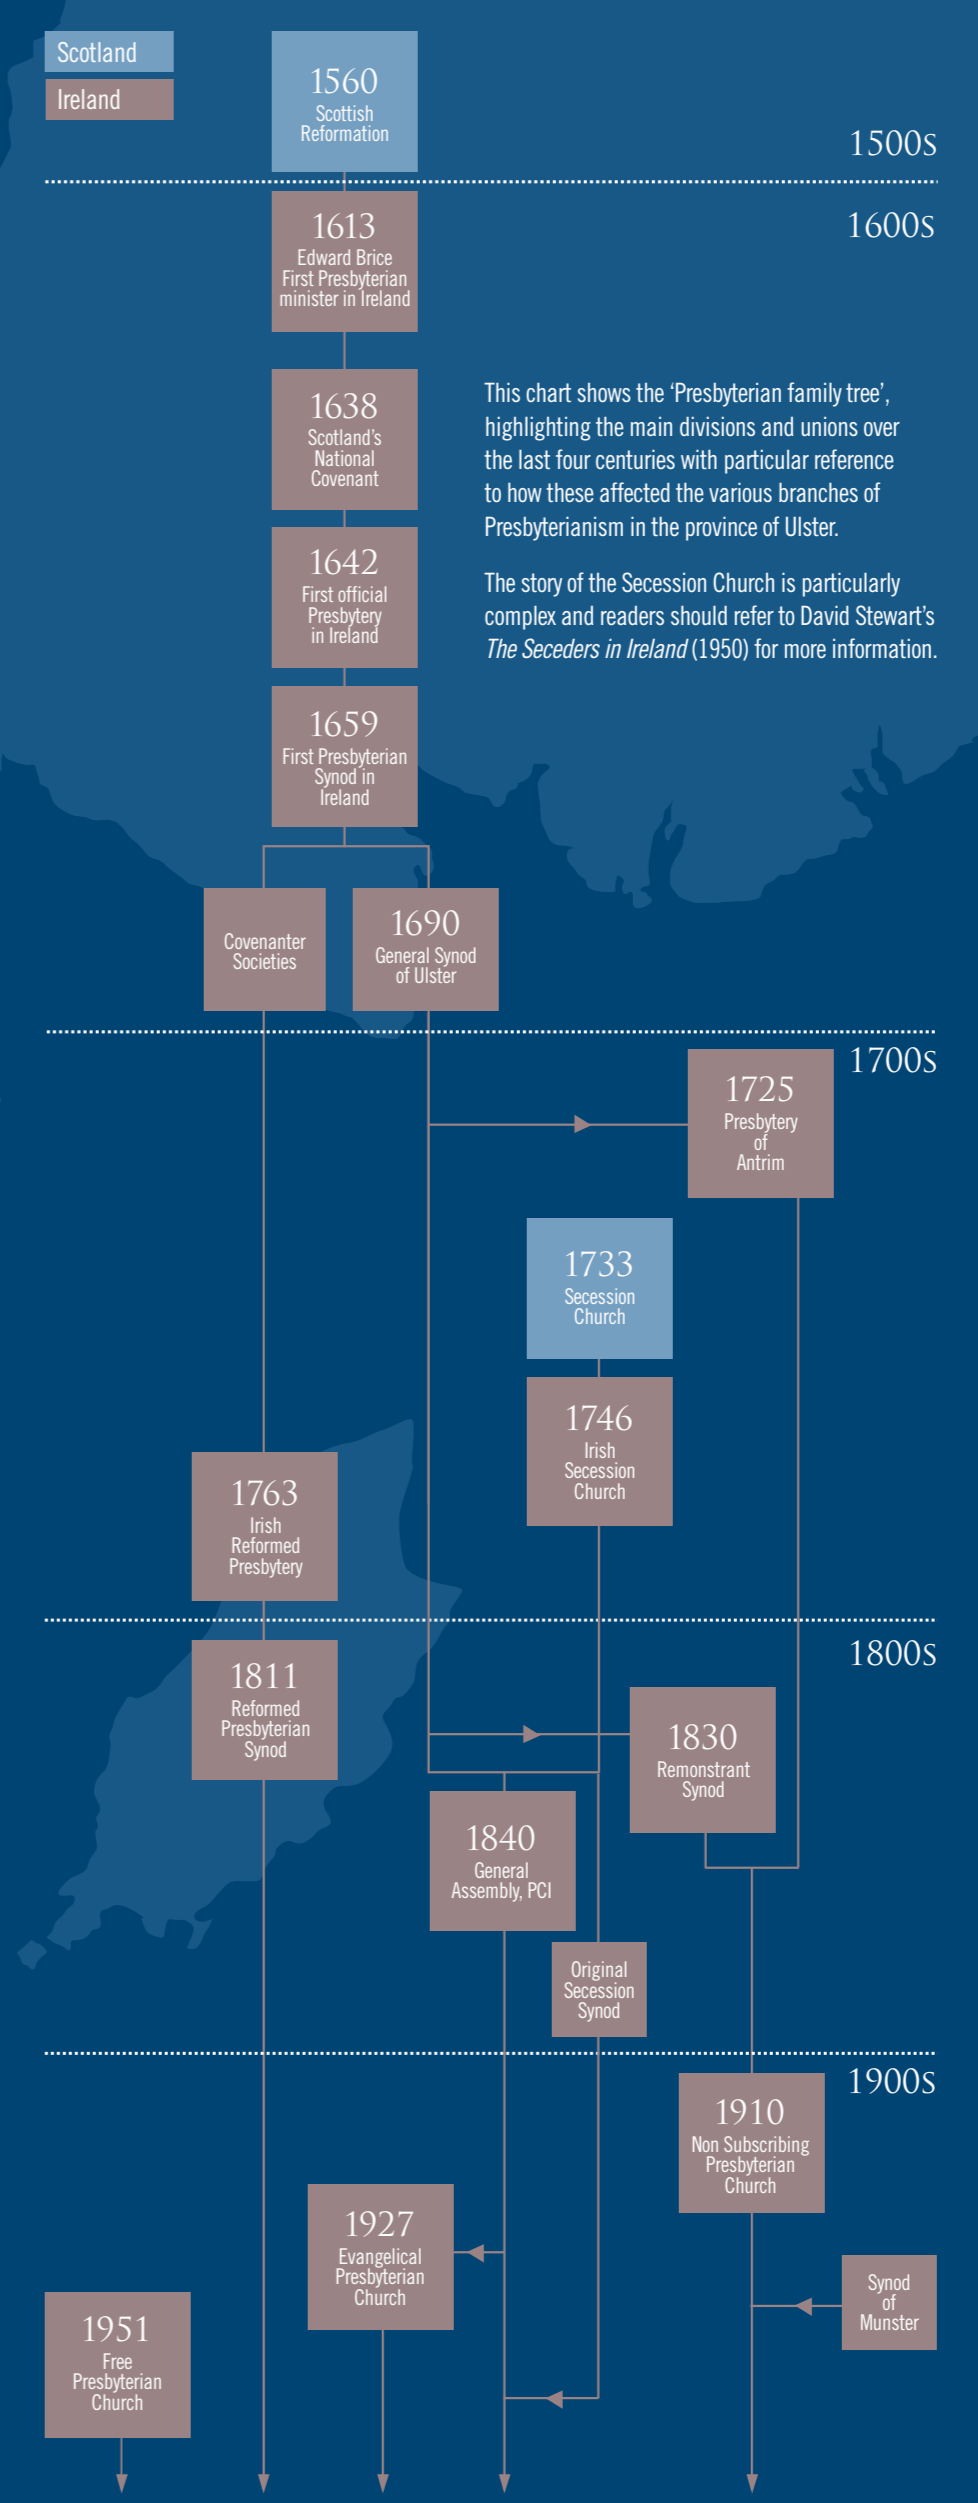 Scotland
Ireland
1560
Scottish
Reformation
1500s
1600s
1613
Edward Brice
First Presbyterian
minister in Ireland
1638
Scotland's
National
Covenant
This chart shows the ‘Presbyterian family tree’,
highlighting the main divisions and unions over
the last four centuries with particular reference
to how these affected the various branches of
Presbyterianism in the province of Ulster.
The story of the Secession Church is particularly
complex and readers should refer to David Stewart’s
The Seceders in Ireland (1950) for more information.
1642
First official
Presbytery
in Ireland
1659
First Presbyterian
Synod in
Ireland
Covenanter
Societies
1690
General Synod
of Ulster
1700s
1725
Presbytery
of
Antrim
1733
Secession
Church
1746
Irish
Secession
Church
1763
Irish
Reformed
Presbytery
1800s
1811
Reformed
Presbyterian
Synod
1830
Remonstrant
Synod
1840
General
Assembly, PCI
Original
Secession
Synod
1900s
1910
Non Subscribing
Presbyterian
Church
1927
Evangelical
Presbyterian
Church
Synod
of
Munster
1951
Free
Presbyterian
Church